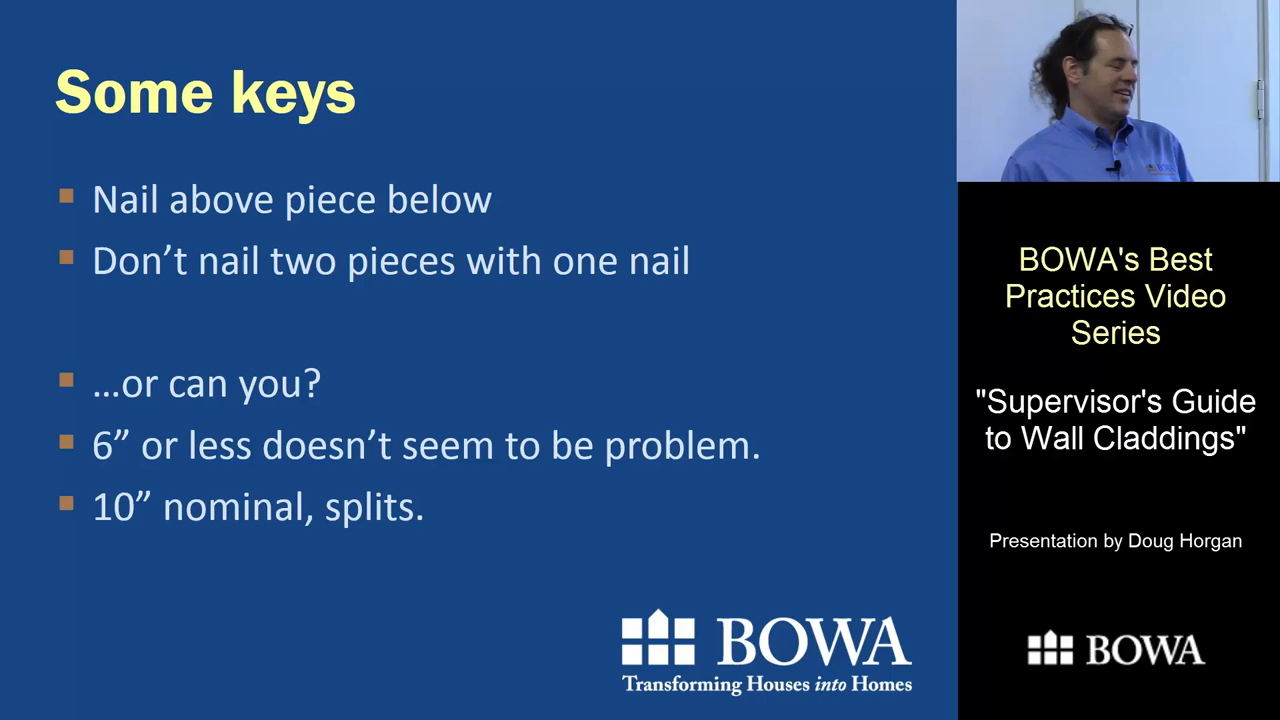 Some keys
Nail above piece below
Don’t nail two pieces with one nail
…or can you?
6” or less doesn’t seem to be problem.
10” nominal, splits.
BOWA
Transforming Houses into Homes
BOWA's Best
Practices Video
Series
"Supervisor's Guide
to Wall Claddings"
Presentation by Doug Horgan
BOWA